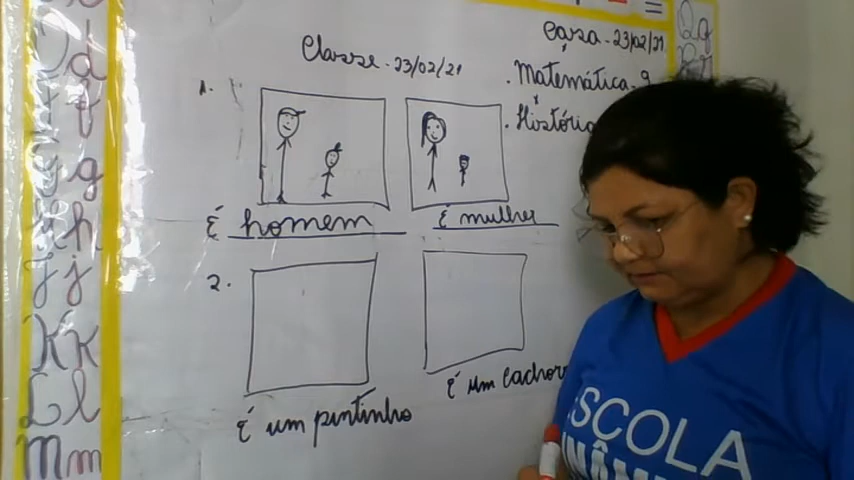 Classe - 23/02/21
Casa - 23/02/21
. Matemática - 9
. História
1.
É homem
É mulher
2.
É um pintinho
É um cachorr
ESCOLA
D d
f
g
H h
J j
K k
L l
M m
Q q